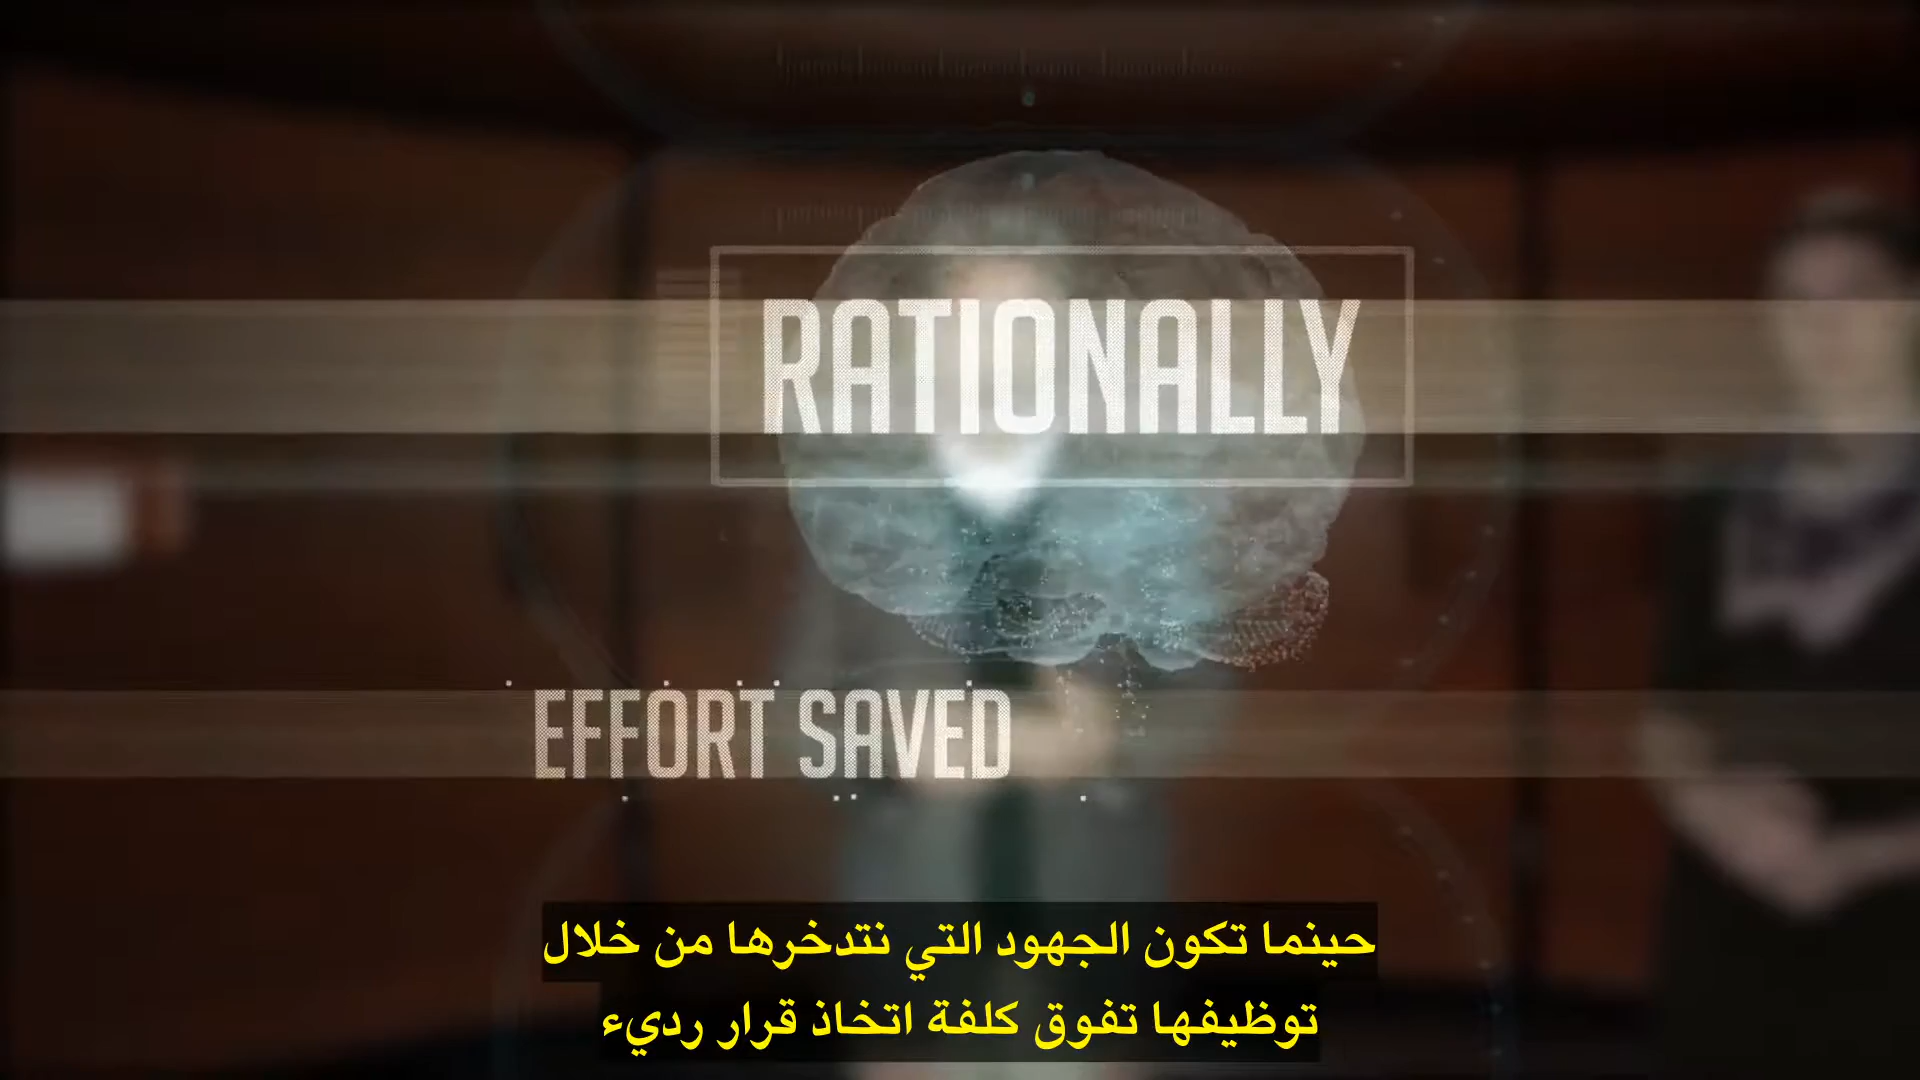 RATIONALLY
EFFORT SAVED
حينما تكون الجهود التي نتدخرها من خلال
توظيفها تفوق كلفة اتخاذ قرار رديء